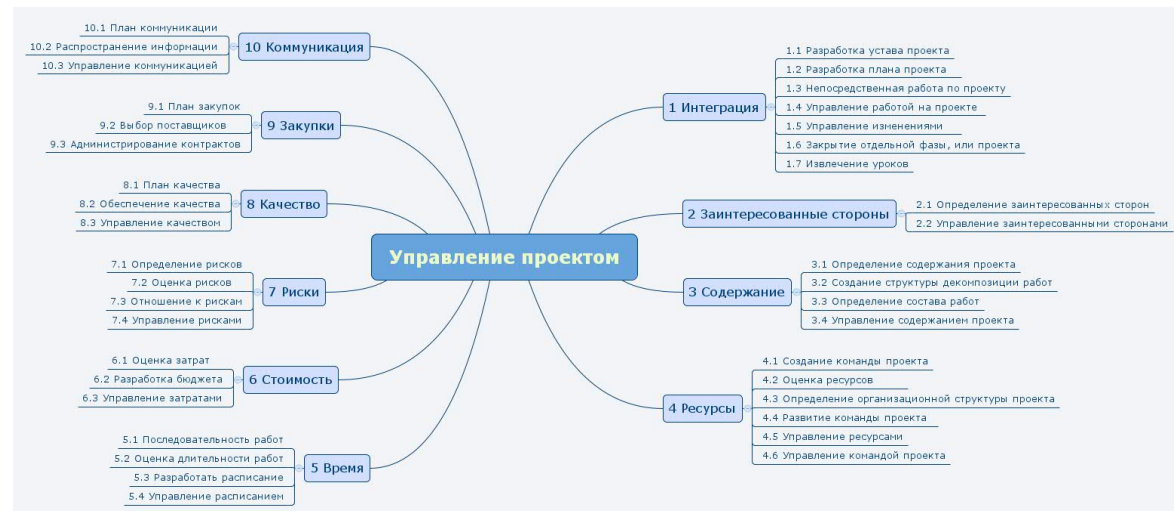 Управление проектом
1 Интеграция
1.1 Разработка устава проекта
1.2 Разработка плана проекта
1.3 Непосредственная работа по проекту
1.4 Управление работой на проекте
1.5 Управление изменениями
1.6 Закрытие отдельной фазы, или проекта
1.7 Извлечение уроков
2 Заинтересованные стороны
2.1 Определение заинтересованных сторон
2.2 Управление заинтересованными сторонами
3 Содержание
3.1 Определение содержания проекта
3.2 Создание структуры декомпозиции работ
3.3 Определение состава работ
3.4 Управление содержанием проекта
4 Ресурсы
4.1 Создание команды проекта
4.2 Оценка ресурсов
4.3 Определение организационной структуры проекта
4.4 Развитие команды проекта
4.5 Управление ресурсами
4.6 Управление командой проекта
5 Время
5.1 Последовательность работ
5.2 Оценка длительности работ
5.3 Разработать расписание
5.4 Управление расписанием
6 Стоимость
6.1 Оценка затрат
6.2 Разработка бюджета
6.3 Управление затратами
7 Риски
7.1 Определение рисков
7.2 Оценка рисков
7.3 Отношение к рискам
7.4 Управление рисками
8 Качество
8.1 План качества
8.2 Обеспечение качества
8.3 Управление качеством
9 Закупки
9.1 План закупок
9.2 Выбор поставщиков
9.3 Администрирование контрактов
10 Коммуникация
10.1 План коммуникации
10.2 Распространение информации
10.3 Управление коммуникацией